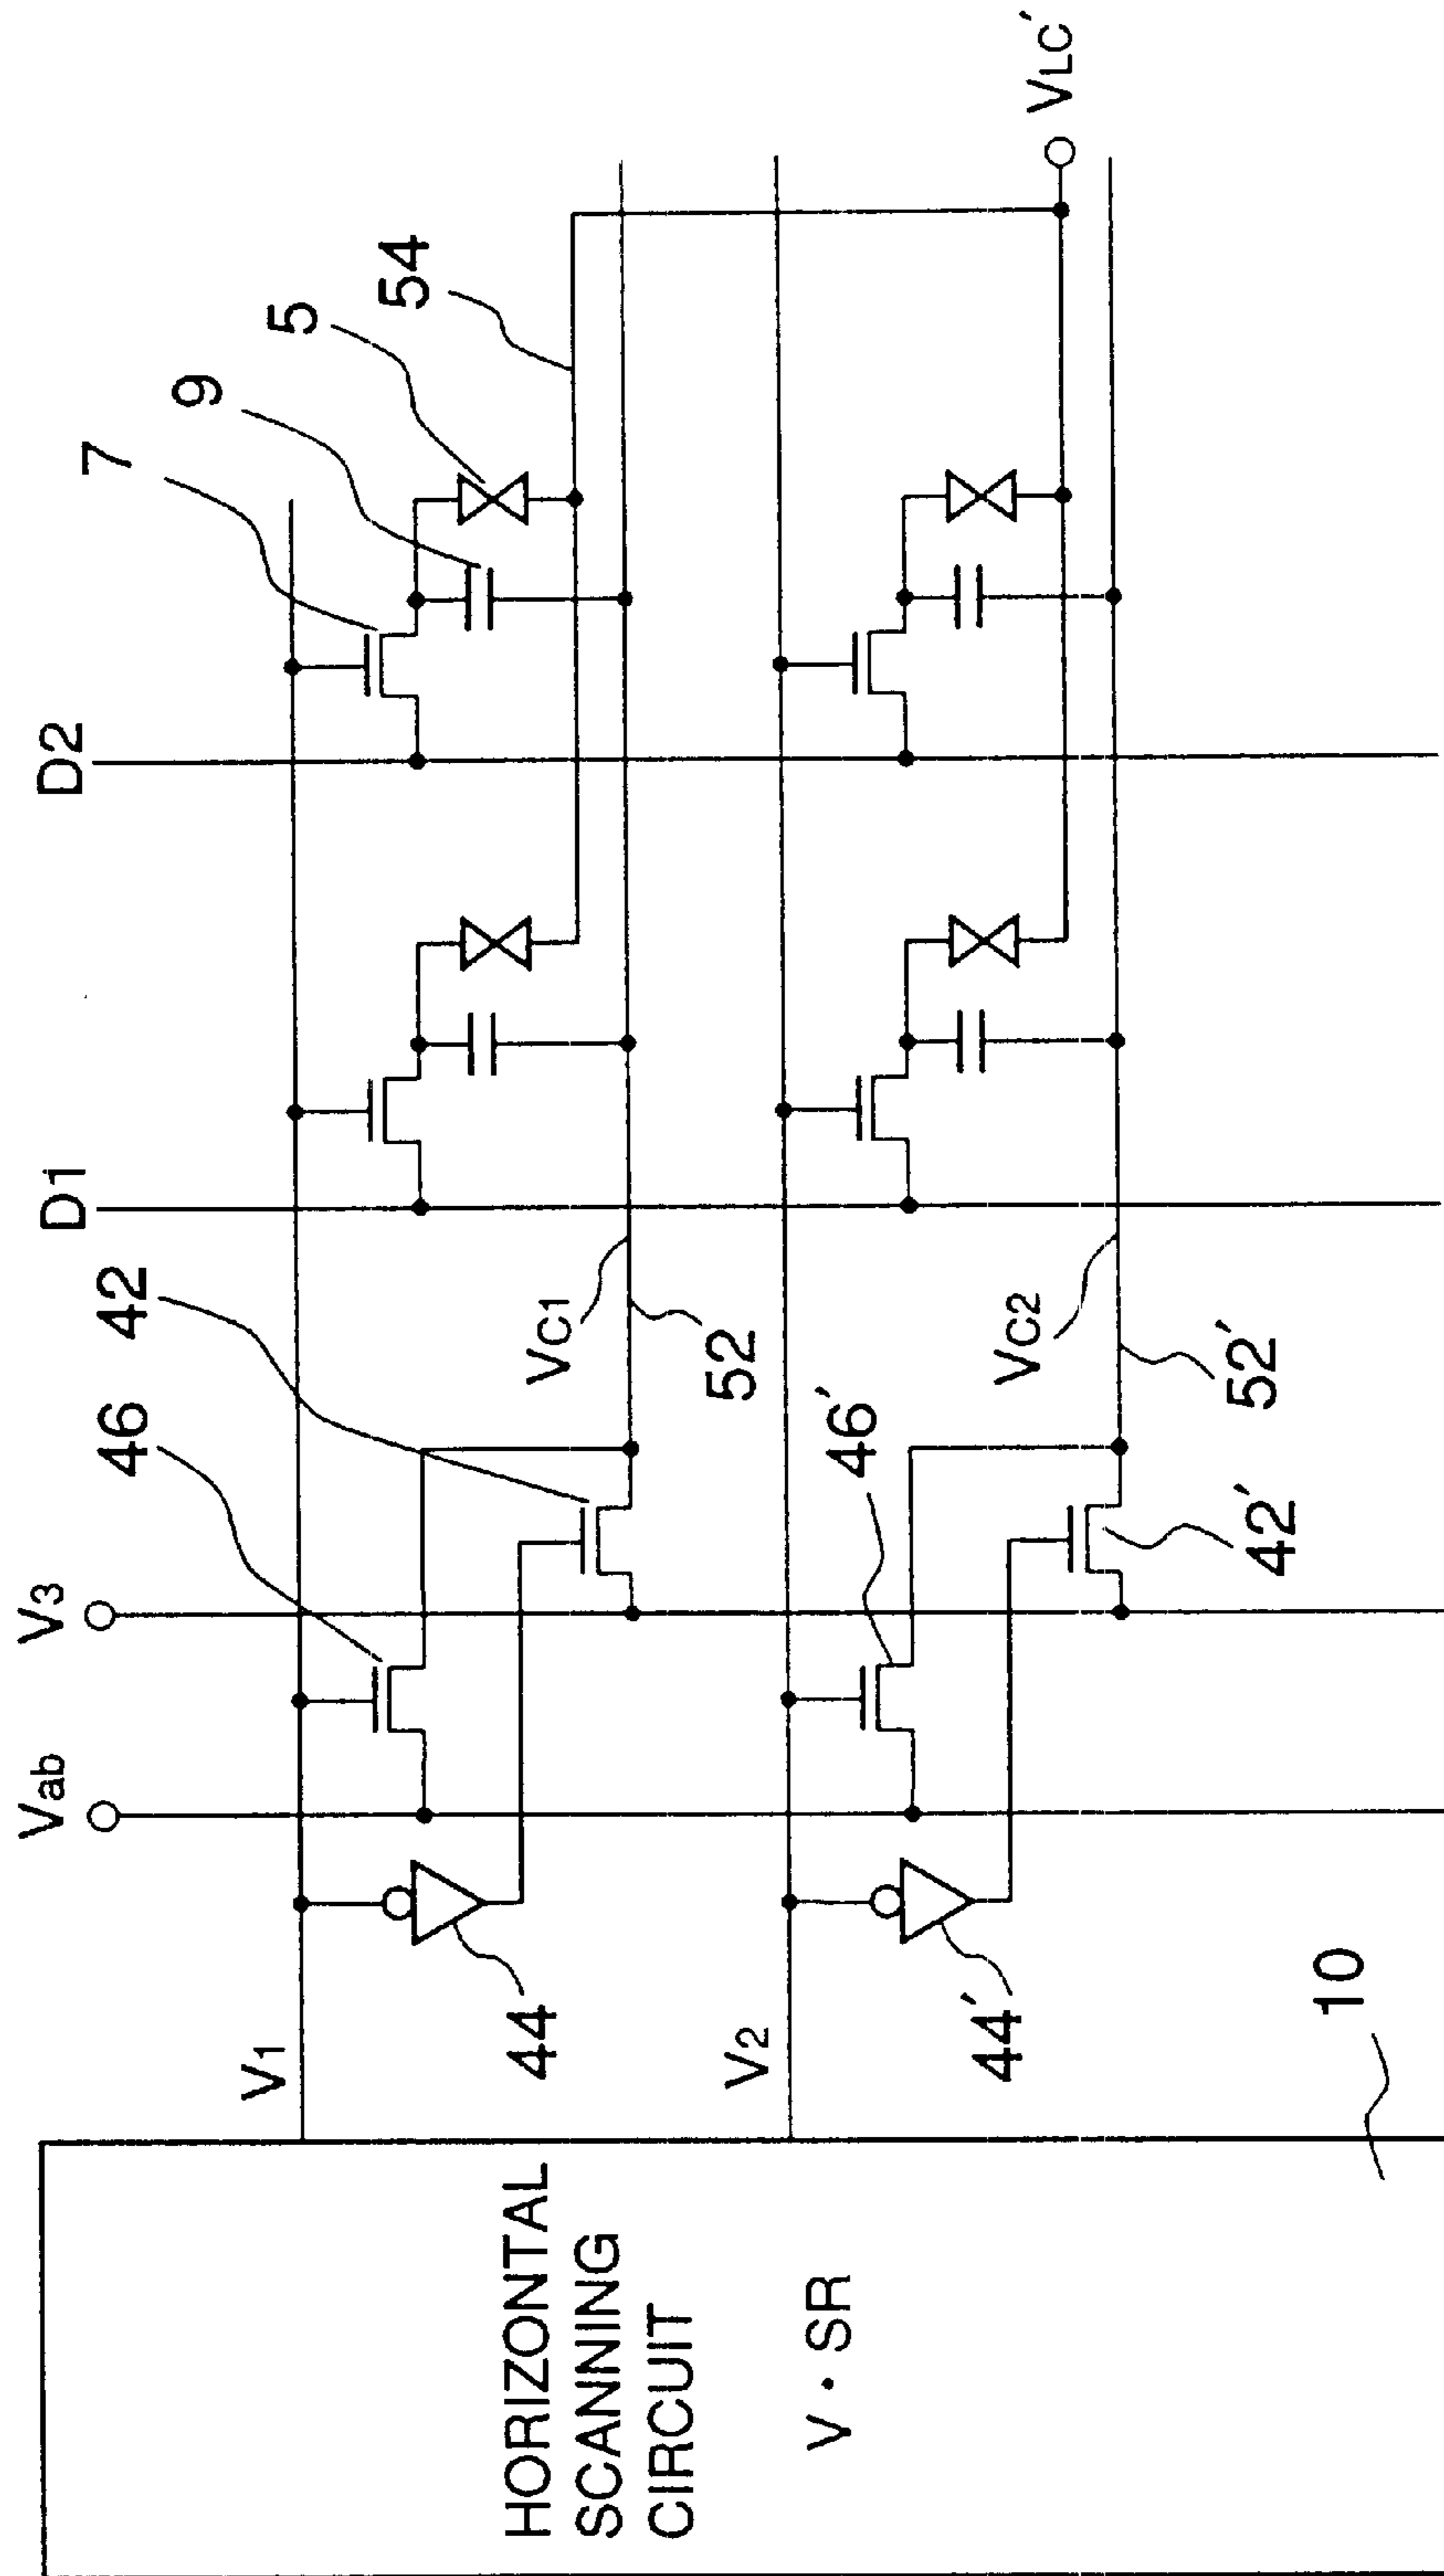 HORIZONTAL
SCANNING
CIRCUIT
V · SR
10
V1
V2
44
44′
Vab
V3
46
42
46′
42′
VC1
52
VC2
52′
D1
D2
7
9
5
54
VLC′